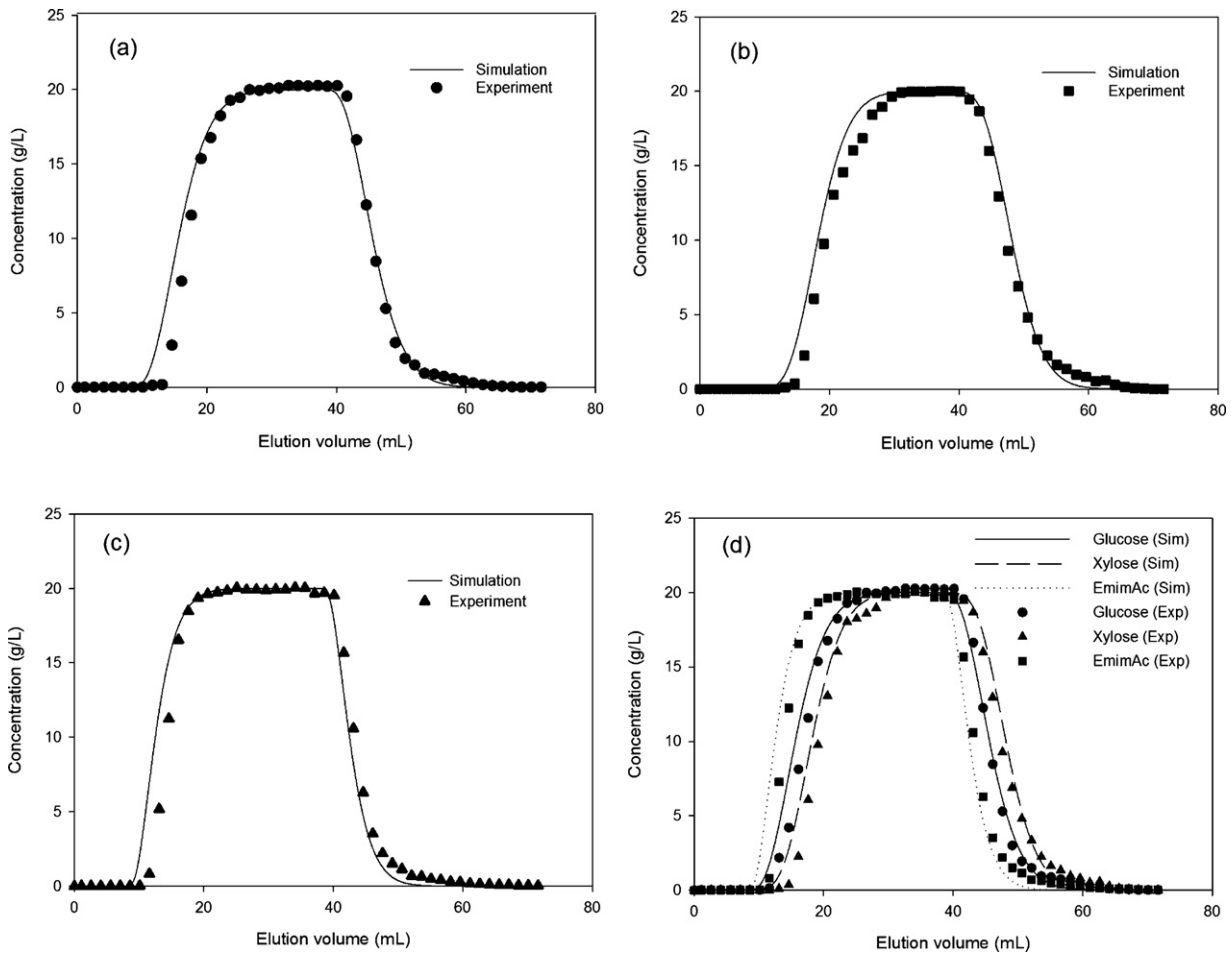 (a)
Simulation
Experiment
Concentration (g/L)
25
20
15
10
5
0
0 20 40 60 80
Elution volume (mL)
(b)
Simulation
Experiment
Concentration (g/L)
25
20
15
10
5
0
0 20 40 60 80
Elution volume (mL)
(c)
Simulation
Experiment
Concentration (g/L)
25
20
15
10
5
0
0 20 40 60 80
Elution volume (mL)
(d)
Glucose (Sim)
Xylose (Sim)
EmimAc (Sim)
Glucose (Exp)
Xylose (Exp)
EmimAc (Exp)
Concentration (g/L)
25
20
15
10
5
0
0 20 40 60 80
Elution volume (mL)